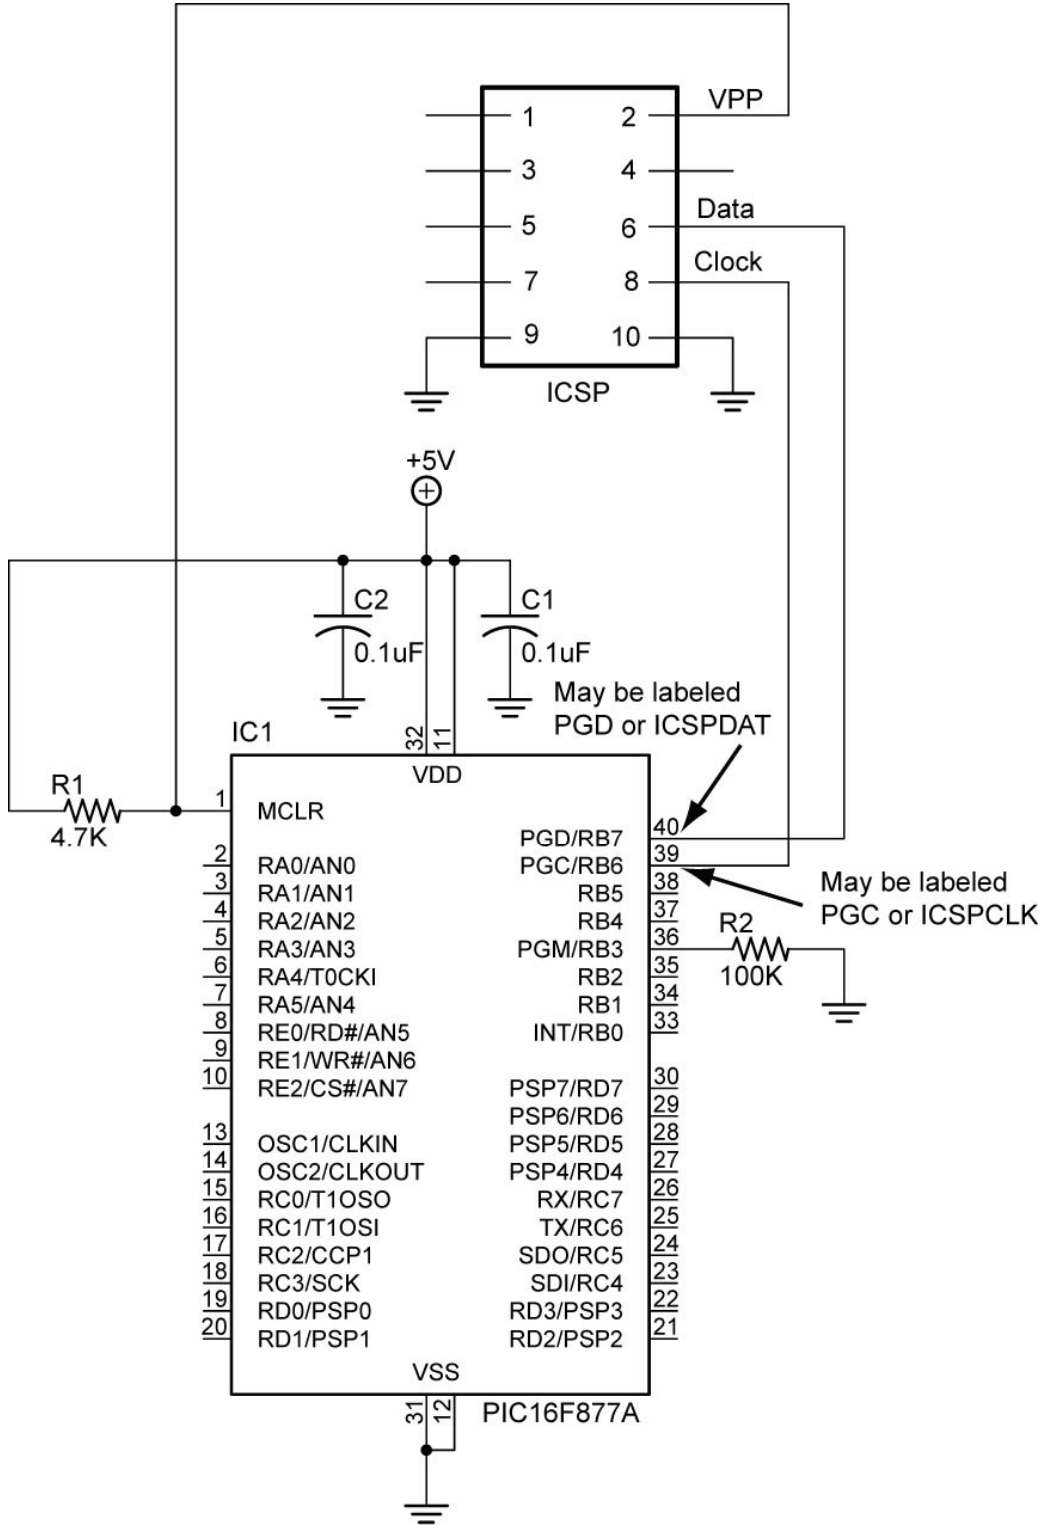 VPP
1 2
3 4
Data
5 6
Clock
7 8
9 10
ICSP
+5V
C2
0.1uF
C1
0.1uF
May be labeled
PGD or ICSPDAT
IC1
32
11
VDD
R1
4.7K
1 MCLR
PGD/RB7 40
2 RA0/AN0 PGC/RB6 39
3 RA1/AN1 RB5 38
4 RA2/AN2 RB4 37
5 RA3/AN3 PGM/RB3 36
6 RA4/T0CKI RB2 35
7 RA5/AN4 RB1 34
8 RE0/RD#/AN5 INT/RB0 33
9 RE1/WR#/AN6
10 RE2/CS#/AN7 PSP7/RD7 30
PSP6/RD6 29
13 OSC1/CLKIN PSP5/RD5 28
14 OSC2/CLKOUT PSP4/RD4 27
15 RC0/T1OSO RX/RC7 26
16 RC1/T1OSI TX/RC6 25
17 RC2/CCP1 SDO/RC5 24
18 RC3/SCK SDI/RC4 23
19 RD0/PSP0 RD3/PSP3 22
20 RD1/PSP1 RD2/PSP2 21
May be labeled
PGC or ICSPCLK
R2
100K
VSS
31
12
PIC16F877A